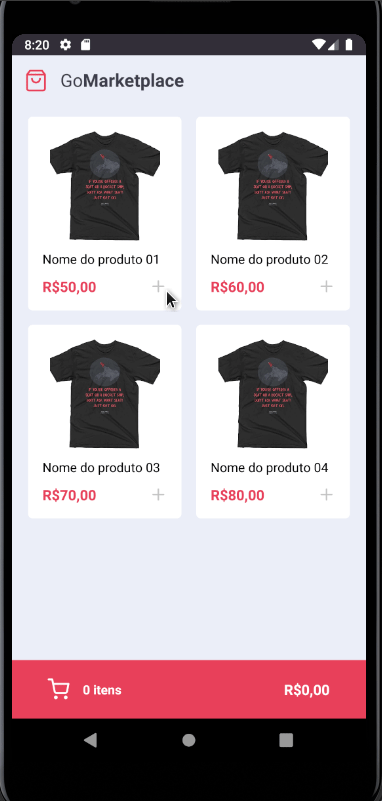 8:20
GoMarketplace
Nome do produto 01
R$50,00
Nome do produto 02
R$60,00
Nome do produto 03
R$70,00
Nome do produto 04
R$80,00
0 itens
R$0,00